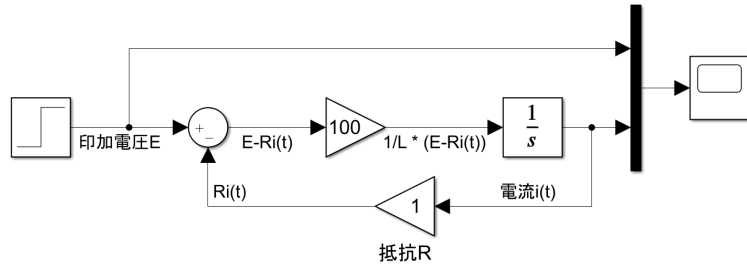 印加電圧E
+
−
E-Ri(t)
100
1/L * (E-Ri(t))
1
s
Ri(t)
1
電流i(t)
抵抗R